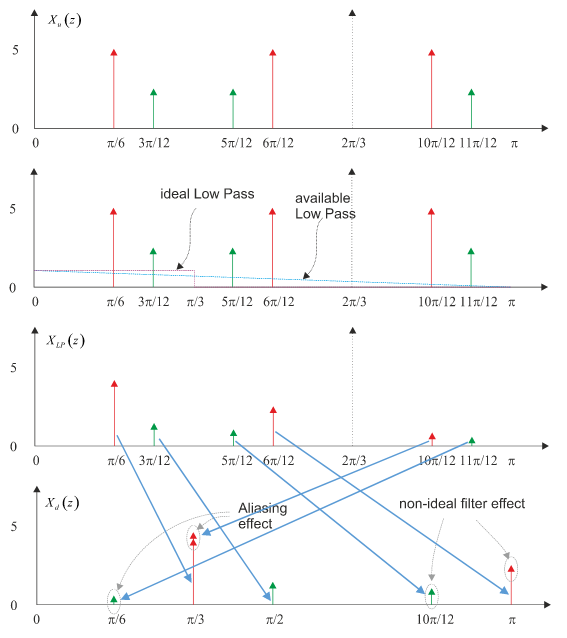 X_u(z)
5
0
0 π/6 3π/12 5π/12 6π/12 2π/3 10π/12 11π/12 π
ideal Low Pass
available
Low Pass
5
0
0 π/6 3π/12 π/3 5π/12 6π/12 2π/3 10π/12 11π/12 π
X_LP(z)
5
0
0 π/6 3π/12 5π/12 6π/12 2π/3 10π/12 11π/12 π
X_d(z)
Aliasing
effect
non-ideal filter effect
5
0
0 π/6 π/3 π/2 10π/12 π